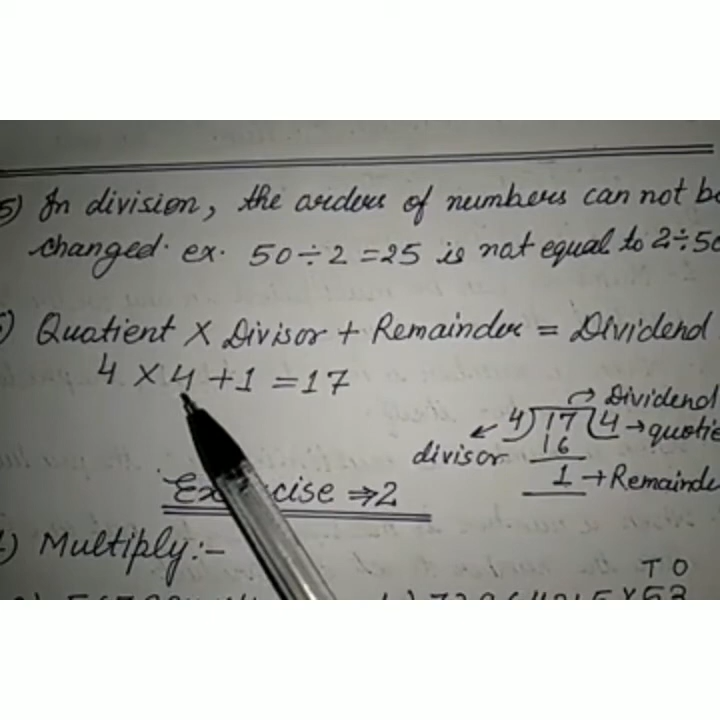 5) In division, the arders of numbers can not be
changed. ex. 50÷2=25 is not equal to 2÷50
) Quatient X Divisor + Remainder = Dividend
4 X 4 +1 =17
Dividend
4) 17 ( 4 → quotie
divisor 16
1 → Remainde
Exercise ⇒ 2
) Multiply:-
T O